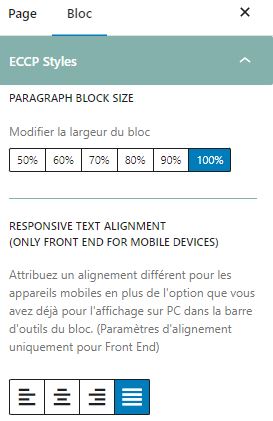 Page Bloc
ECCP Styles
PARAGRAPH BLOCK SIZE
Modifier la largeur du bloc
50% 60% 70% 80% 90% 100%
RESPONSIVE TEXT ALIGNMENT
(ONLY FRONT END FOR MOBILE DEVICES)
Attribuez un alignement différent pour les
appareils mobiles en plus de l'option que vous
avez déjà pour l'affichage sur PC dans la barre
d'outils du bloc. (Paramètres d'alignement
uniquement pour Front End)